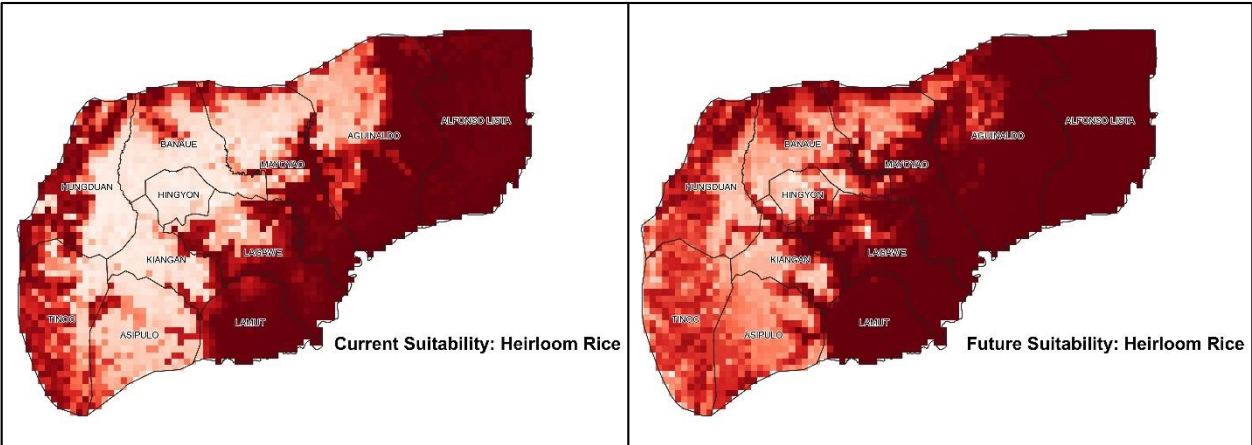 ALFONSO LISTA
AGUINALDO
BANAUE
MAYOYAO
HUNGDUAN
HINGYON
LAGAWE
KIANGAN
TINOC
LAMUT
ASIPULO
Current Suitability: Heirloom Rice
ALFONSO LISTA
AGUINALDO
BANAUE
MAYOYAO
HUNGDUAN
HINGYON
LAGAWE
KIANGAN
TINOC
LAMUT
ASIPULO
Future Suitability: Heirloom Rice